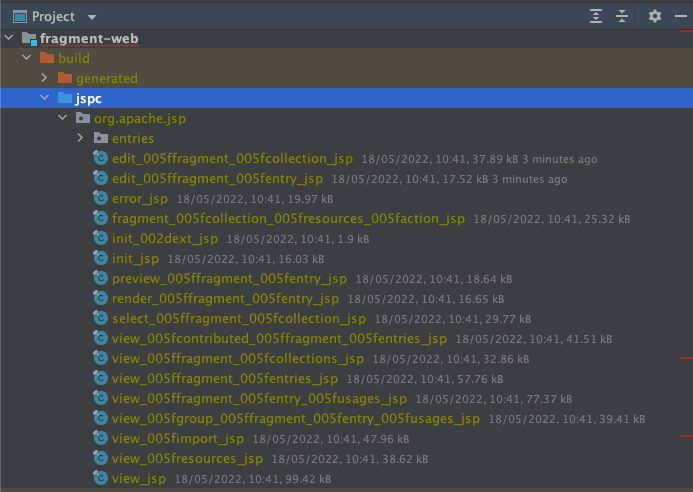 Project
fragment-web
build
generated
jspc
org.apache.jsp
entries
edit_005ffragment_005fcollection_jsp 18/05/2022, 10:41, 37.89 kB 3 minutes ago
edit_005ffragment_005fentry_jsp 18/05/2022, 10:41, 17.52 kB 3 minutes ago
error_jsp 18/05/2022, 10:41, 19.97 kB
fragment_005fcollection_005fresources_005faction_jsp 18/05/2022, 10:41, 25.32 kB
init_002dext_jsp 18/05/2022, 10:41, 1.9 kB
init_jsp 18/05/2022, 10:41, 16.03 kB
preview_005ffragment_005fentry_jsp 18/05/2022, 10:41, 18.64 kB
render_005ffragment_005fentry_jsp 18/05/2022, 10:41, 16.65 kB
select_005ffragment_005fcollection_jsp 18/05/2022, 10:41, 29.77 kB
view_005fcontributed_005ffragment_005fentries_jsp 18/05/2022, 10:41, 41.51 kB
view_005ffragment_005fcollections_jsp 18/05/2022, 10:41, 32.86 kB
view_005ffragment_005fentries_jsp 18/05/2022, 10:41, 57.76 kB
view_005ffragment_005fentry_005fusages_jsp 18/05/2022, 10:41, 77.37 kB
view_005fgroup_005ffragment_005fentry_005fusages_jsp 18/05/2022, 10:41, 39.41 kB
view_005fimport_jsp 18/05/2022, 10:41, 47.96 kB
view_005fresources_jsp 18/05/2022, 10:41, 38.62 kB
view_jsp 18/05/2022, 10:41, 99.42 kB